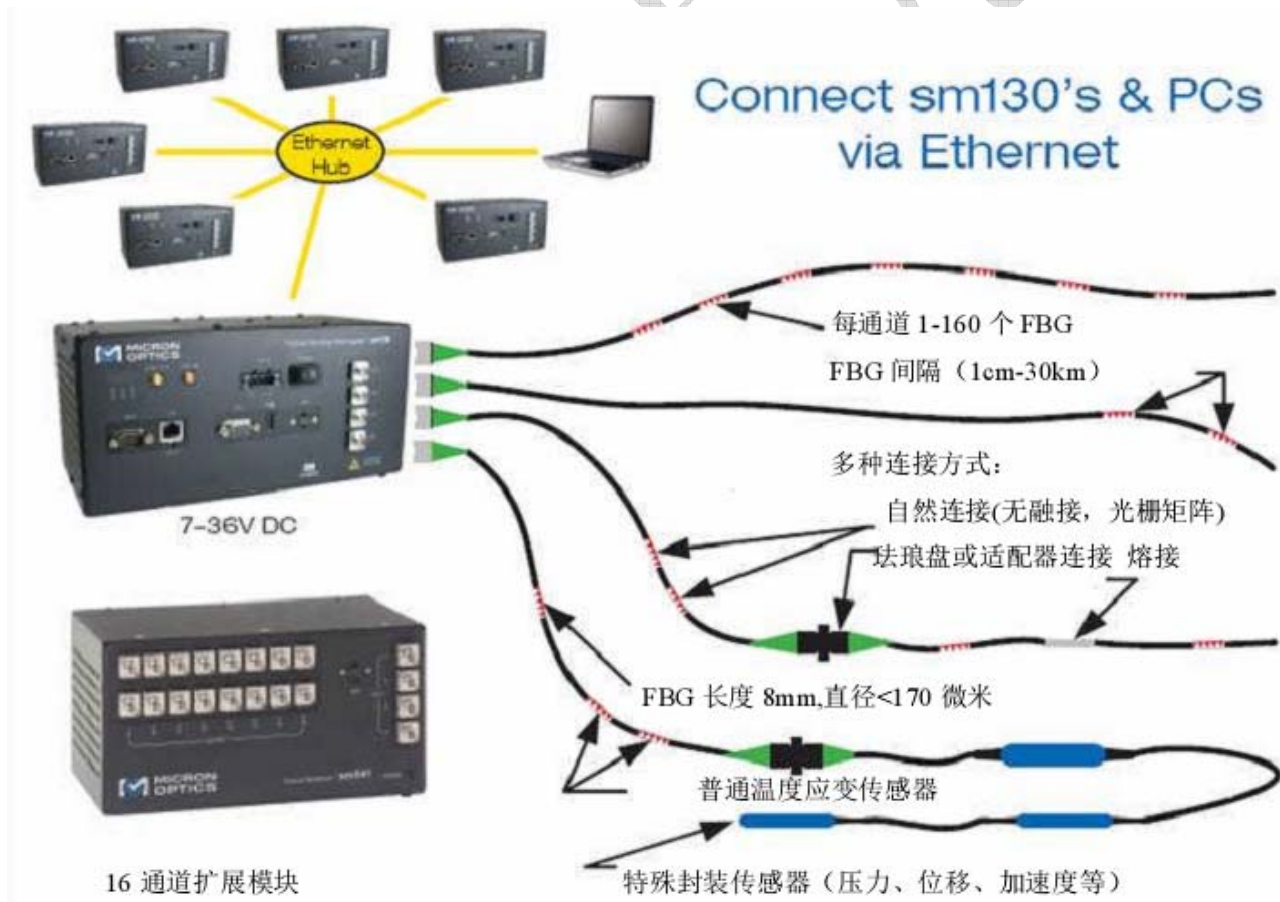 Connect sm130's & PCs
via Ethernet
Ethernet
Hub
MICRON
OPTICS
7-36V DC
每通道 1-160 个 FBG
FBG 间隔（1cm-30km）
多种连接方式：
自然连接(无融接，光栅矩阵)
珐琅盘或适配器连接 熔接
FBG 长度 8mm,直径<170 微米
普通温度应变传感器
MICRON
OPTICS
16 通道扩展模块
特殊封装传感器（压力、位移、加速度等）